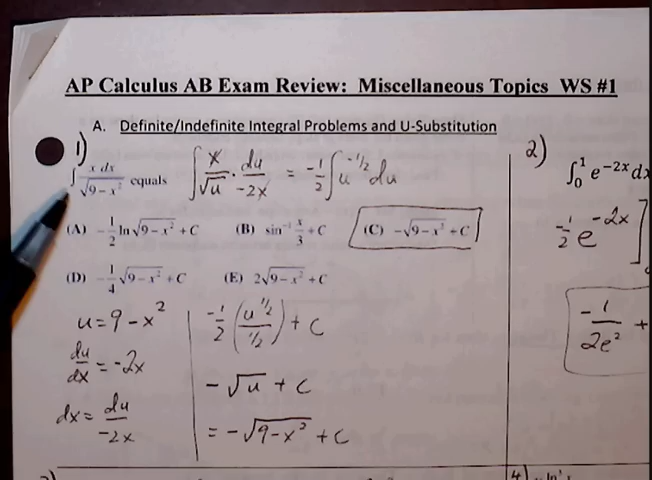 AP Calculus AB Exam Review: Miscellaneous Topics WS #1
A. Definite/Indefinite Integral Problems and U-Substitution
1)
∫ x dx / √(9 – x²) equals
∫ x/√u · du/-2x = -1/2 ∫ u^(-1/2) du
(A) -1/2 ln √(9 – x²) + C (B) sin⁻¹ x/3 + C (C) -√(9 – x²) + C
(D) -1/4 √(9 – x²) + C (E) 2√(9 – x²) + C
u = 9 - x²
du/dx = -2x
dx = du/-2x
-1/2 (u^(1/2) / 1/2) + C
-√u + C
= -√(9-x²) + C
2)
∫₀¹ e^(-2x) dx
-1/2 e^(-2x) ]
-1/2e² +
4)